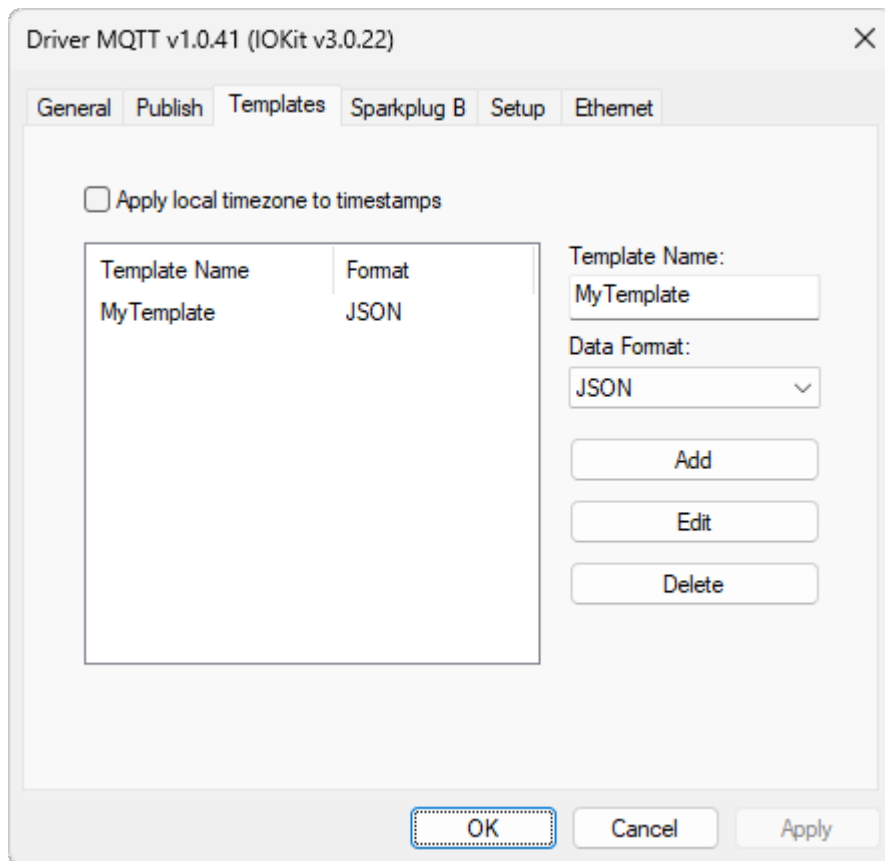 Driver MQTT v1.0.41 (IOKit v3.0.22)
General Publish Templates Sparkplug B Setup Ethernet
Apply local timezone to timestamps
Template Name Format
MyTemplate JSON
Template Name:
MyTemplate
Data Format:
JSON
Add
Edit
Delete
OK Cancel Apply